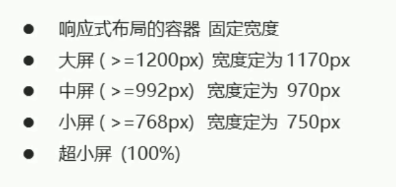 ● 响应式布局的容器 固定宽度
● 大屏 ( >=1200px) 宽度定为 1170px
● 中屏 ( >=992px) 宽度定为 970px
● 小屏 ( >=768px) 宽度定为 750px
● 超小屏 (100%)